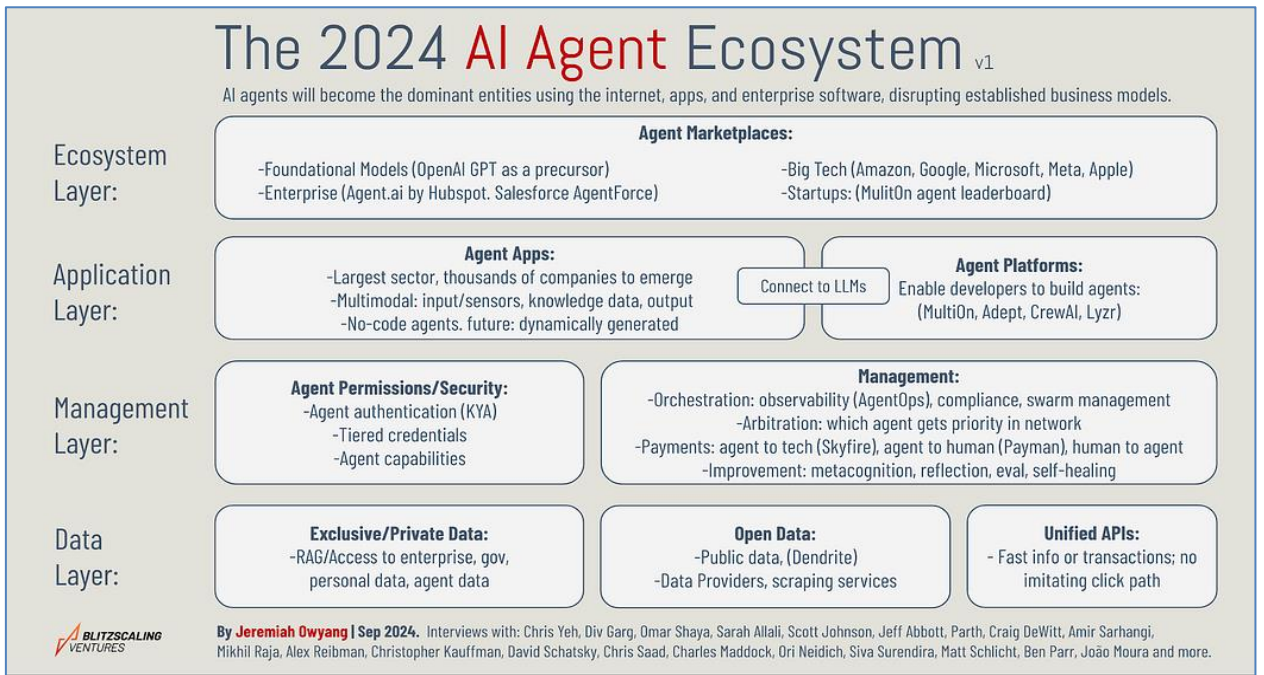 The 2024 AI Agent Ecosystem v1
AI agents will become the dominant entities using the internet, apps, and enterprise software, disrupting established business models.
Ecosystem
Layer:
Agent Marketplaces:
-Foundational Models (OpenAI GPT as a precursor)
-Enterprise (Agent.ai by Hubspot. Salesforce AgentForce)
-Big Tech (Amazon, Google, Microsoft, Meta, Apple)
-Startups: (MulitOn agent leaderboard)
Application
Layer:
Agent Apps:
-Largest sector, thousands of companies to emerge
-Multimodal: input/sensors, knowledge data, output
-No-code agents. future: dynamically generated
Connect to LLMs
Agent Platforms:
Enable developers to build agents:
(MultiOn, Adept, CrewAI, Lyzr)
Management
Layer:
Agent Permissions/Security:
-Agent authentication (KYA)
-Tiered credentials
-Agent capabilities
Management:
-Orchestration: observability (AgentOps), compliance, swarm management
-Arbitration: which agent gets priority in network
-Payments: agent to tech (Skyfire), agent to human (Payman), human to agent
-Improvement: metacognition, reflection, eval, self-healing
Data
Layer:
Exclusive/Private Data:
-RAG/Access to enterprise, gov,
personal data, agent data
Open Data:
-Public data, (Dendrite)
-Data Providers, scraping services
Unified APIs:
- Fast info or transactions; no
imitating click path
BLITZSCALING
VENTURES
By Jeremiah Owyang | Sep 2024. Interviews with: Chris Yeh, Div Garg, Omar Shaya, Sarah Allali, Scott Johnson, Jeff Abbott, Parth, Craig DeWitt, Amir Sarhangi,
Mikhil Raja, Alex Reibman, Christopher Kauffman, David Schatsky, Chris Saad, Charles Maddock, Ori Neidich, Siva Surendira, Matt Schlicht, Ben Parr, João Moura and more.